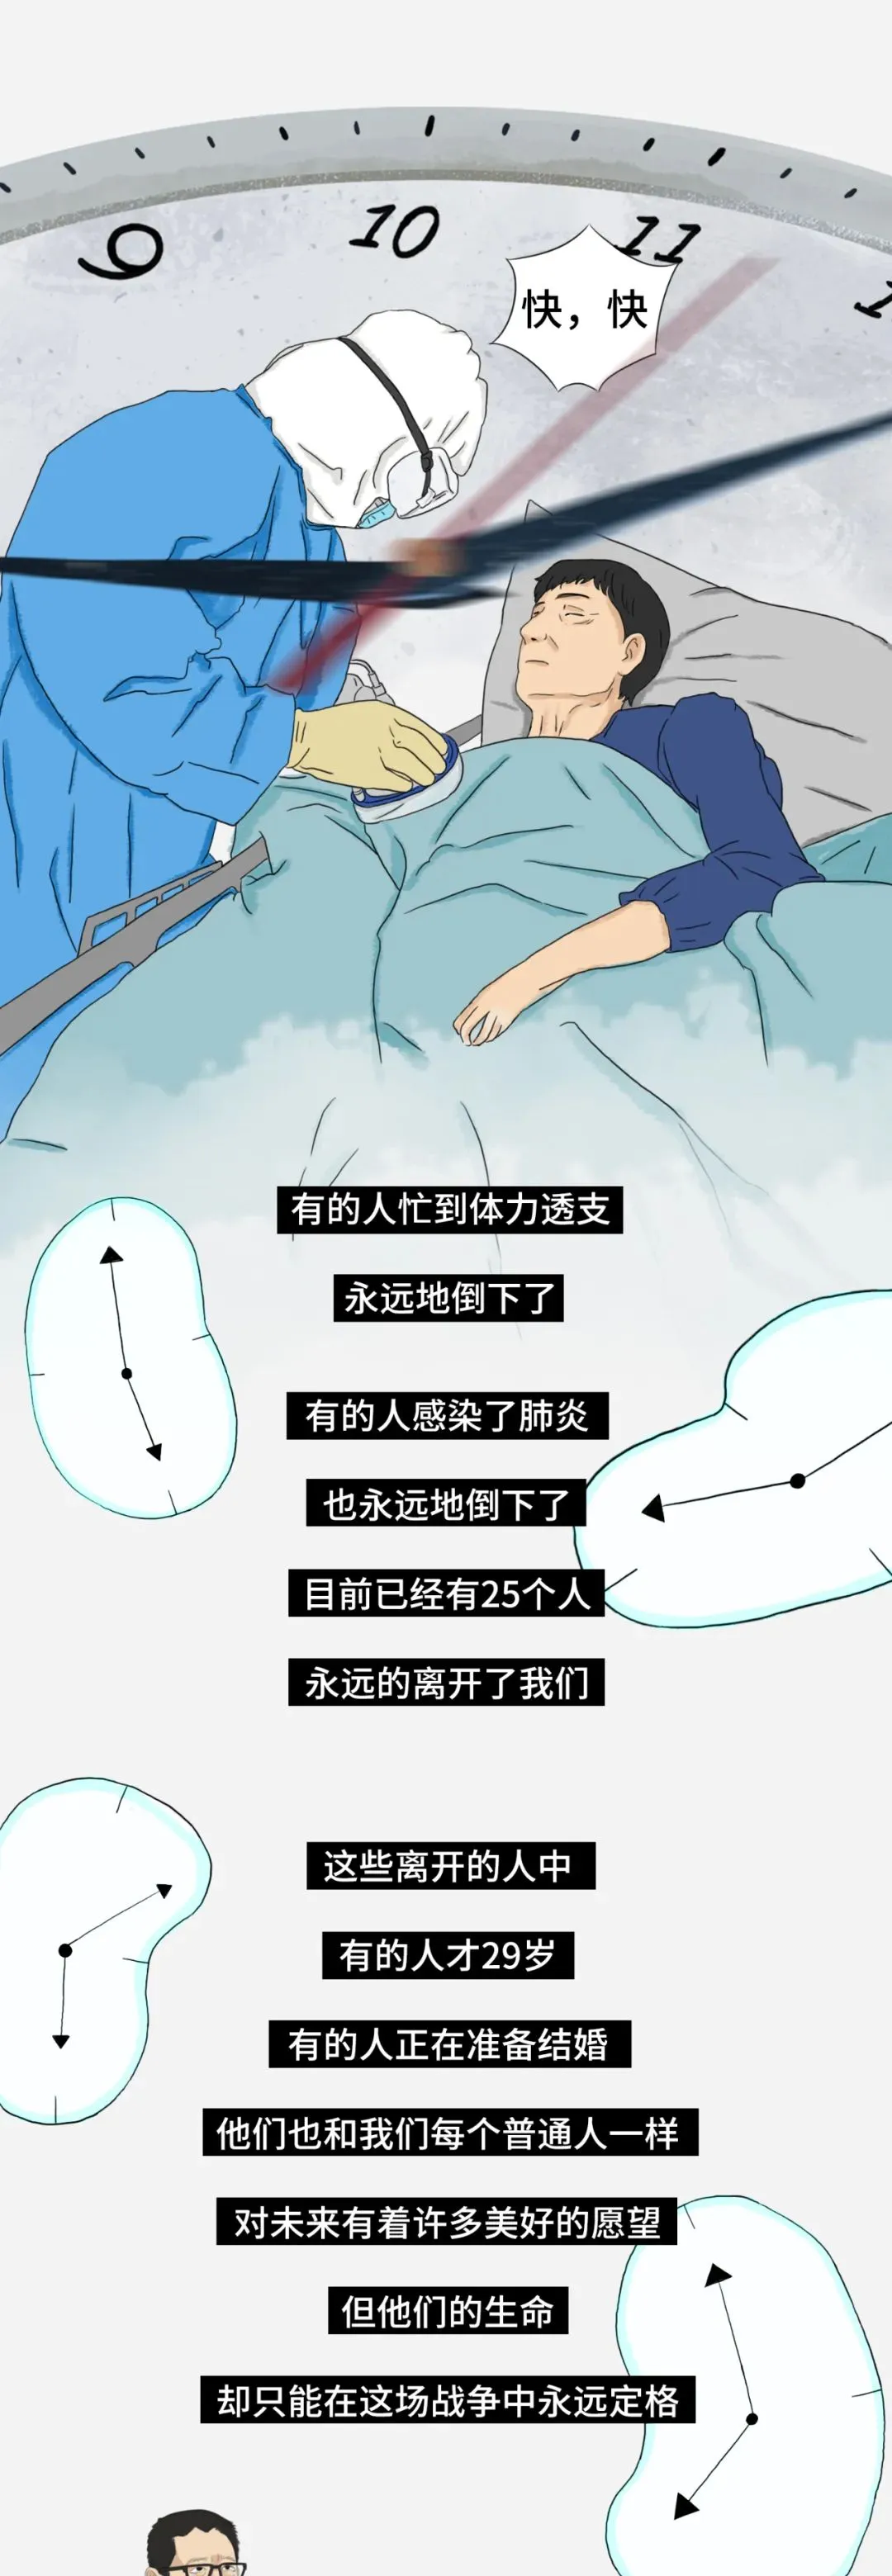 9
10
11
1
快，快
有的人忙到体力透支
永远地倒下了
有的人感染了肺炎
也永远地倒下了
目前已经有25个人
永远的离开了我们
这些离开的人中
有的人才29岁
有的人正在准备结婚
他们也和我们每个普通人一样
对未来有着许多美好的愿望
但他们的生命
却只能在这场战争中永远定格